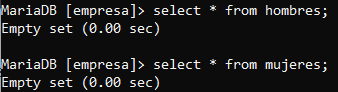 MariaDB [empresa]> select * from hombres;
Empty set (0.00 sec)
MariaDB [empresa]> select * from mujeres;
Empty set (0.00 sec)